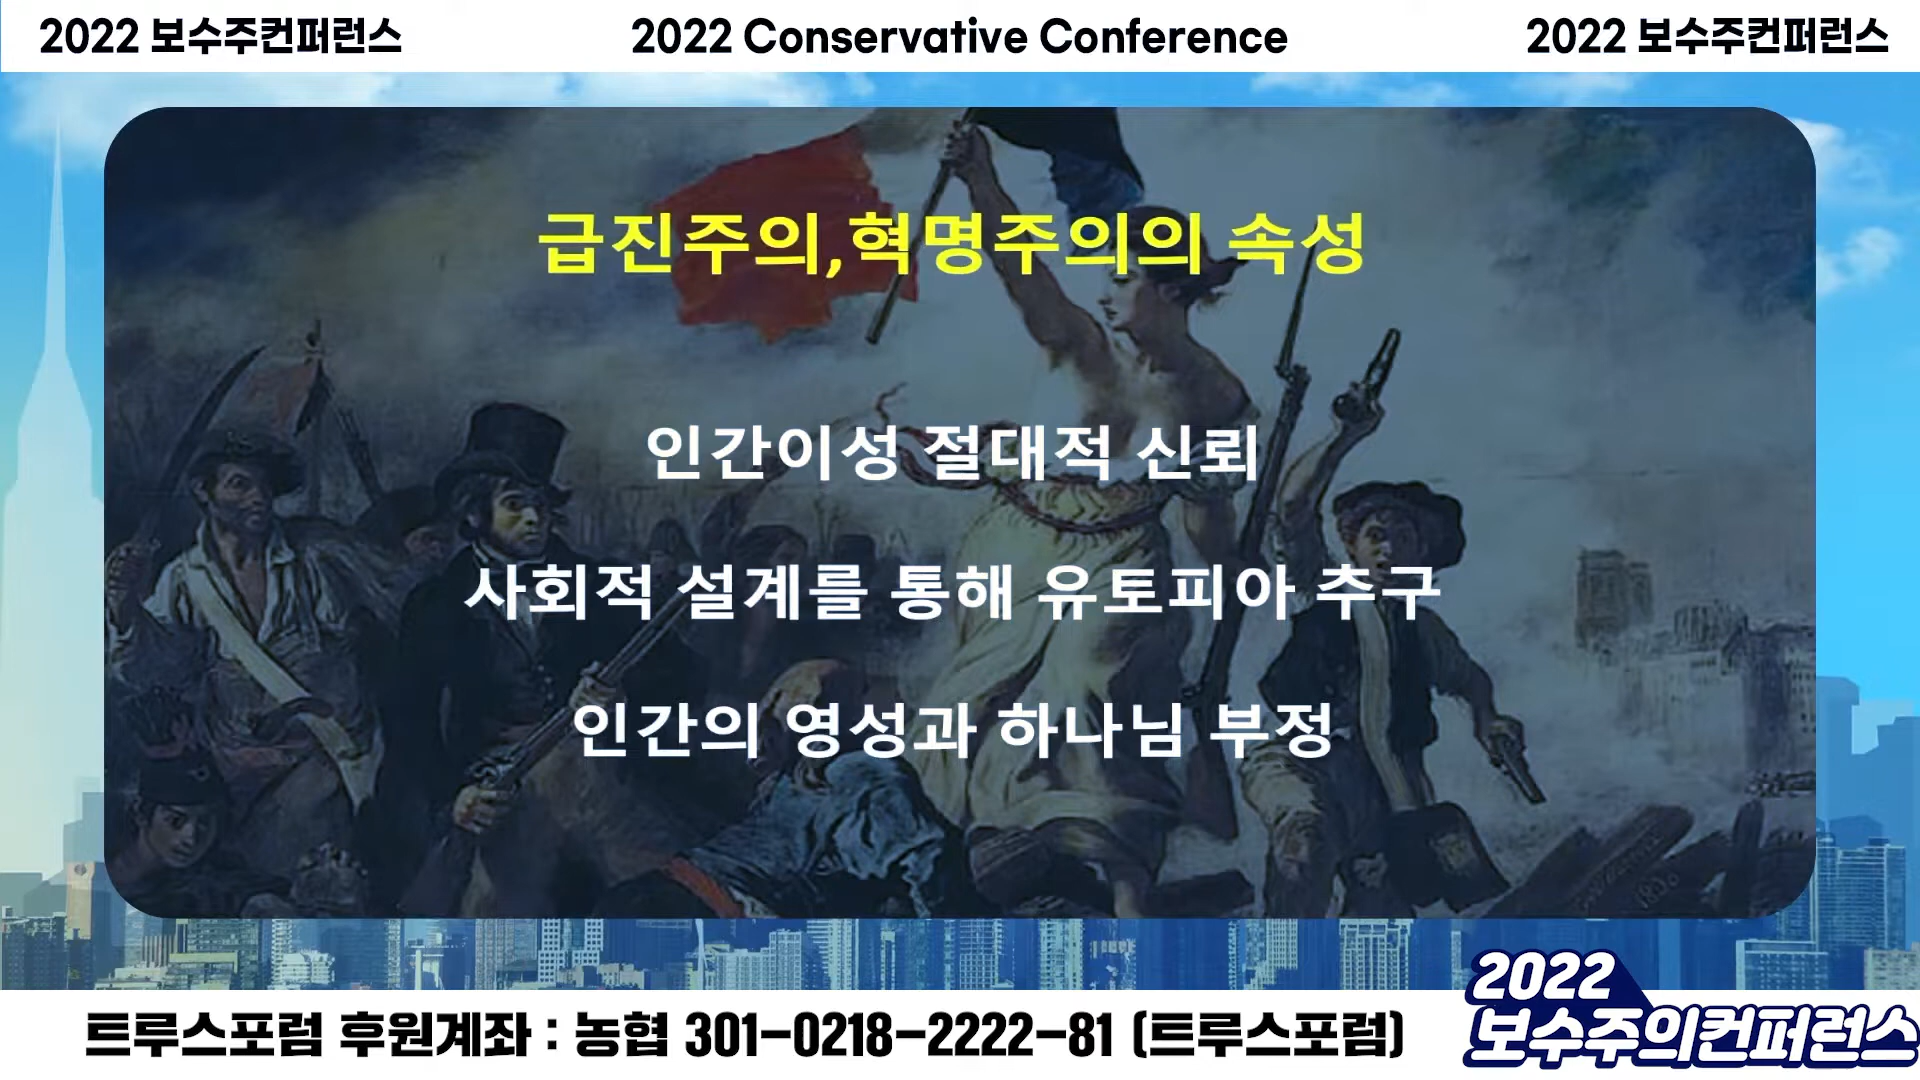 2022 보수주컨퍼런스
2022 Conservative Conference
2022 보수주컨퍼런스
급진주의,혁명주의의 속성
인간이성 절대적 신뢰
사회적 설계를 통해 유토피아 추구
인간의 영성과 하나님 부정
트루스포럼 후원계좌 : 농협 301-0218-2222-81 (트루스포럼)
2022
보수주의컨퍼런스